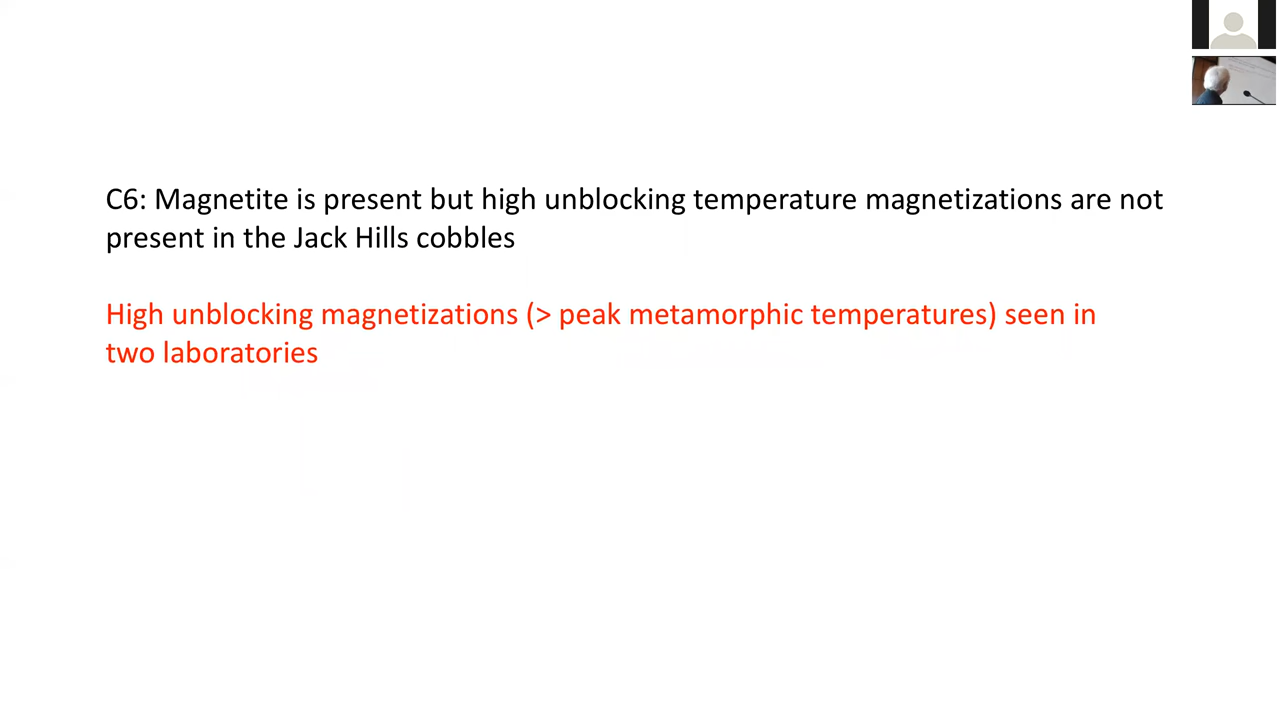 C6: Magnetite is present but high unblocking temperature magnetizations are not
present in the Jack Hills cobbles
High unblocking magnetizations (> peak metamorphic temperatures) seen in
two laboratories